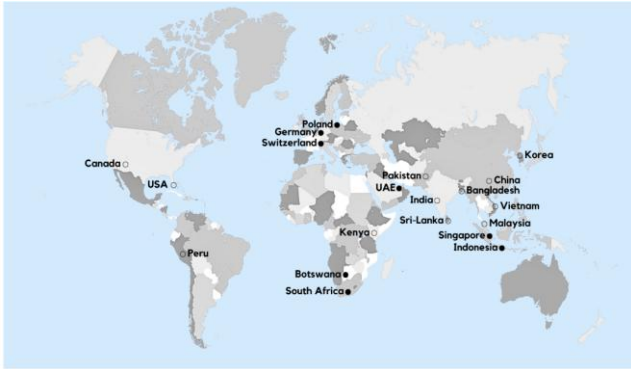 Poland
Germany
Switzerland
Canada
USA
Peru
Pakistan
UAE
India
Sri-Lanka
Kenya
Botswana
South Africa
Korea
China
Bangladesh
Vietnam
Malaysia
Singapore
Indonesia